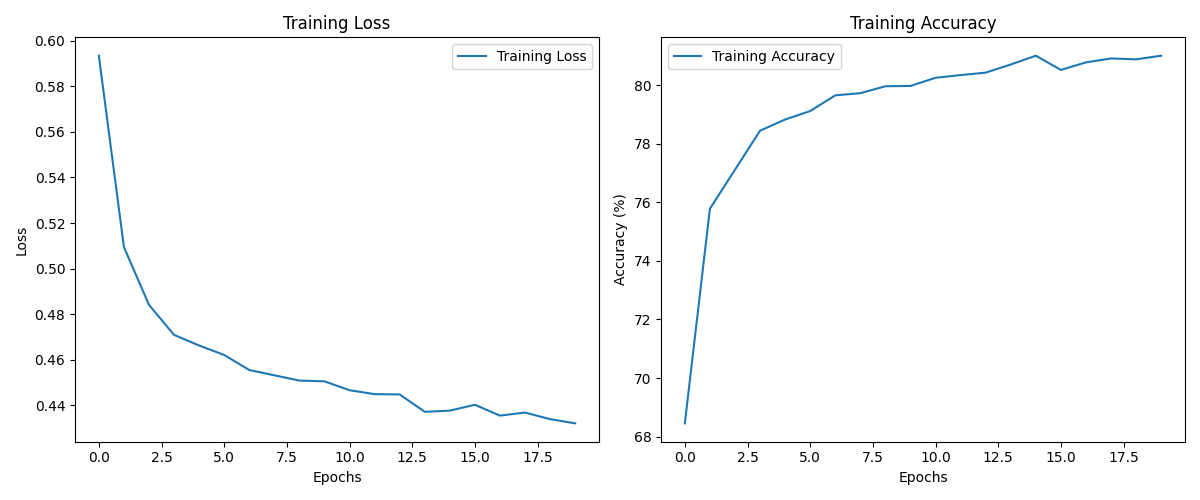 Training Loss
Training Loss
0.60
0.58
0.56
0.54
0.52
0.50
0.48
0.46
0.44
Loss
0.0 2.5 5.0 7.5 10.0 12.5 15.0 17.5
Epochs
Training Accuracy
Training Accuracy
80
78
76
74
72
70
68
Accuracy (%)
0.0 2.5 5.0 7.5 10.0 12.5 15.0 17.5
Epochs